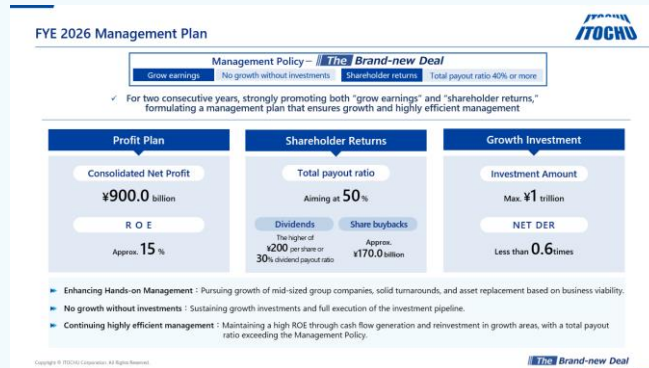 ITOCHU
FYE 2026 Management Plan
Management Policy – The Brand-new Deal
Grow earnings No growth without investments Shareholder returns Total payout ratio 40% or more
✓ For two consecutive years, strongly promoting both "grow earnings" and "shareholder returns,"
formulating a management plan that ensures growth and highly efficient management
Profit Plan
Consolidated Net Profit
¥900.0 billion
ROE
Approx. 15 %
Shareholder Returns
Total payout ratio
Aiming at 50%
Dividends
The higher of
¥200 per share or
30% dividend payout ratio
Share buybacks
Approx.
¥170.0 billion
Growth Investment
Investment Amount
Max. ¥1 trillion
NET DER
Less than 0.6times
► Enhancing Hands-on Management : Pursuing growth of mid-sized group companies, solid turnarounds, and asset replacement based on business viability.
► No growth without investments : Sustaining growth investments and full execution of the investment pipeline.
► Continuing highly efficient management : Maintaining a high ROE through cash flow generation and reinvestment in growth areas, with a total payout
ratio exceeding the Management Policy.
Copyright © ITOCHU Corporation. All Rights Reserved.
The Brand-new Deal